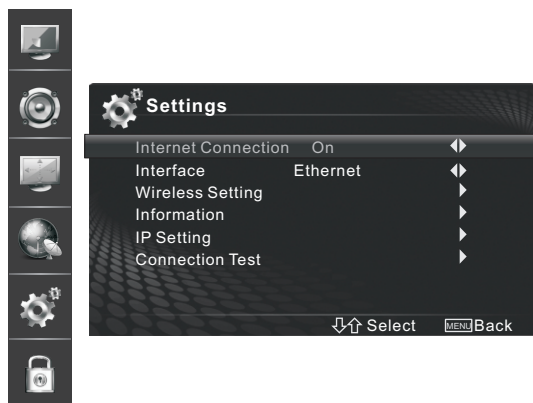 Settings
Internet Connection On
Interface Ethernet
Wireless Setting
Information
IP Setting
Connection Test
Select MENU Back